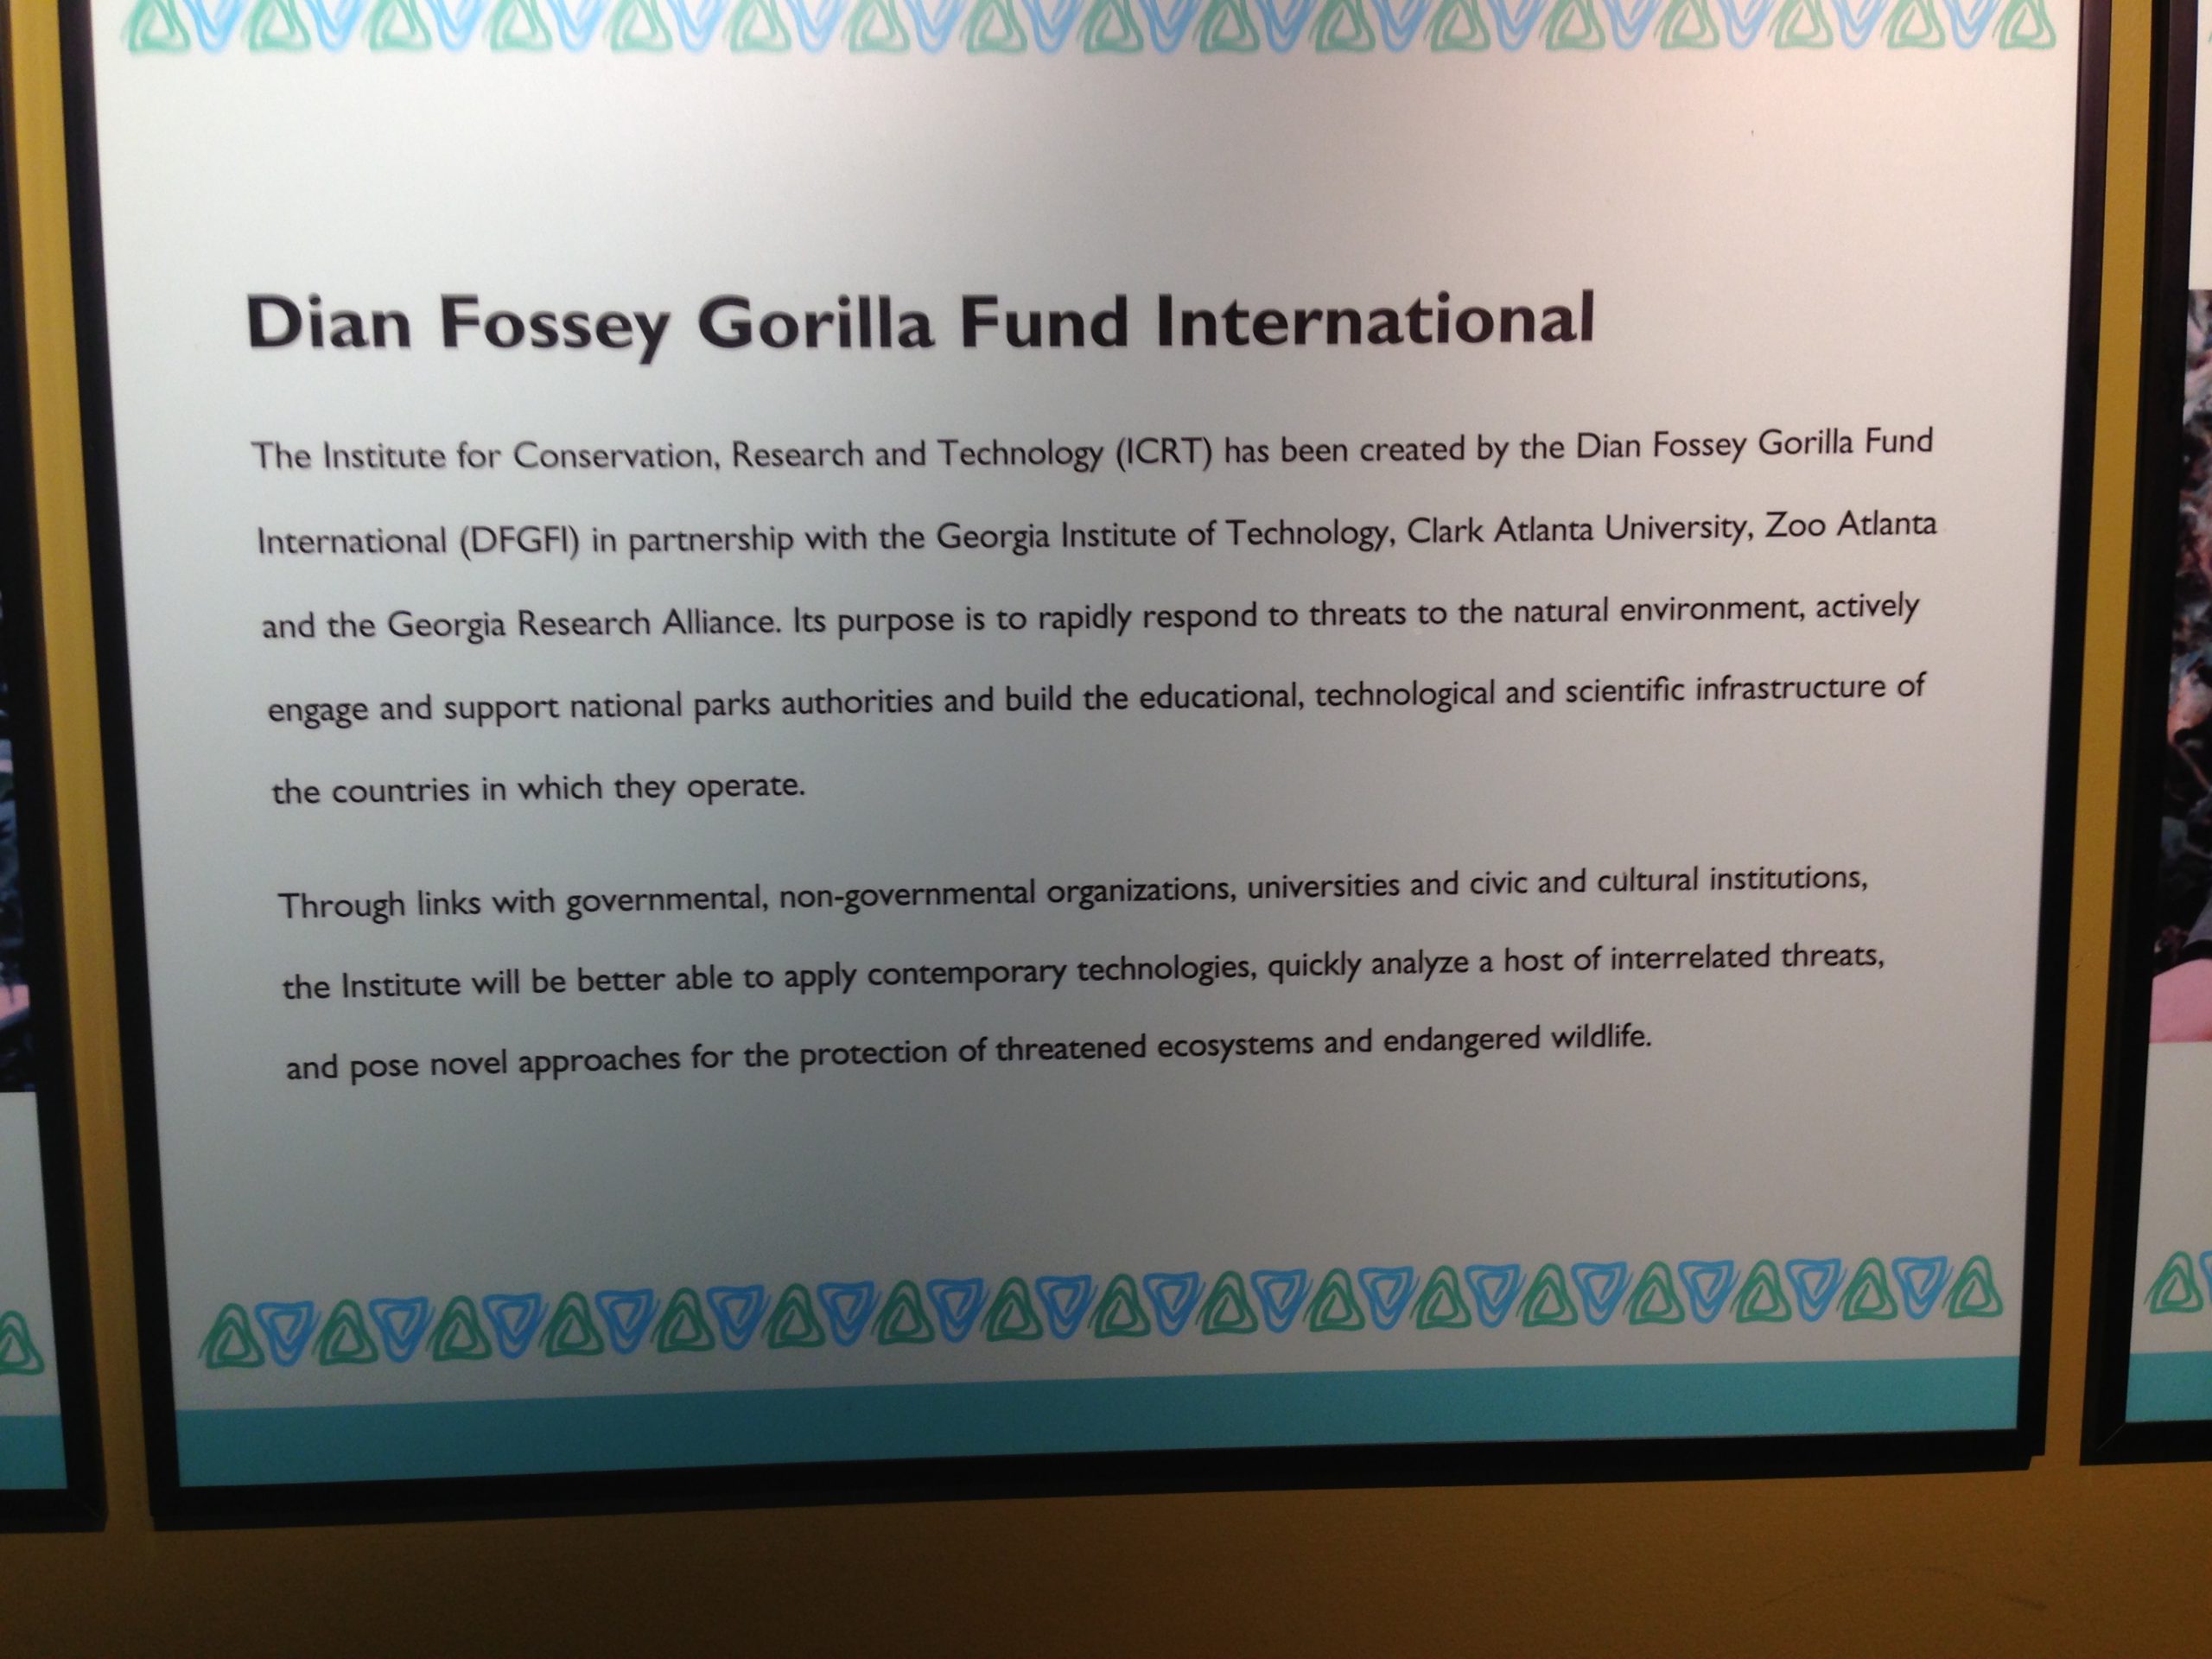 Dian Fossey Gorilla Fund International
The Institute for Conservation, Research and Technology (ICRT) has been created by the Dian Fossey Gorilla Fund
International (DFGFI) in partnership with the Georgia Institute of Technology, Clark Atlanta University, Zoo Atlanta
and the Georgia Research Alliance. Its purpose is to rapidly respond to threats to the natural environment, actively
engage and support national parks authorities and build the educational, technological and scientific infrastructure of
the countries in which they operate.
Through links with governmental, non-governmental organizations, universities and civic and cultural institutions,
the Institute will be better able to apply contemporary technologies, quickly analyze a host of interrelated threats,
and pose novel approaches for the protection of threatened ecosystems and endangered wildlife.